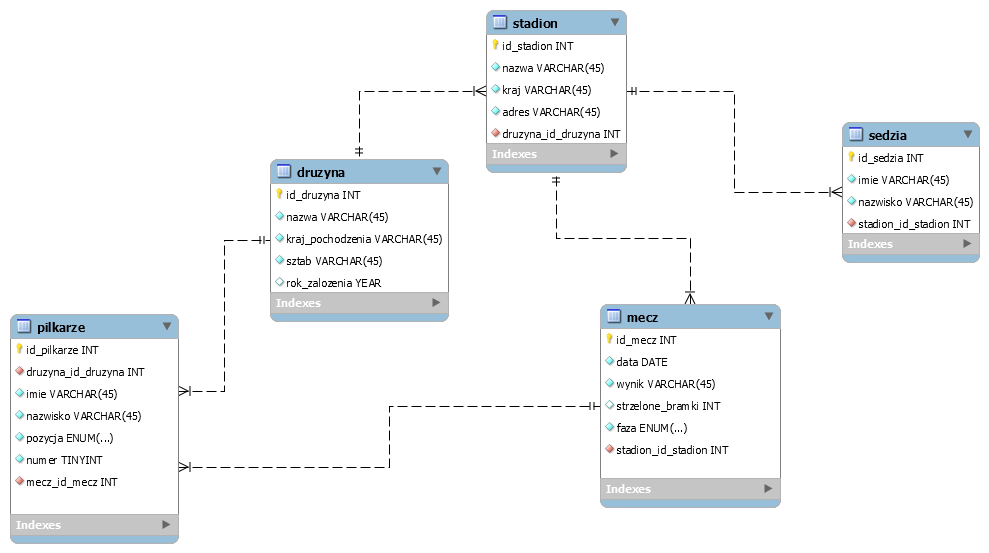 stadion
id_stadion INT
nazwa VARCHAR(45)
kraj VARCHAR(45)
adres VARCHAR(45)
druzyna_id_druzyna INT
Indexes
sedzia
id_sedzia INT
imie VARCHAR(45)
nazwisko VARCHAR(45)
stadion_id_stadion INT
Indexes
druzyna
id_druzyna INT
nazwa VARCHAR(45)
kraj_pochodzenia VARCHAR(45)
sztab VARCHAR(45)
rok_zalozenia YEAR
Indexes
pilkarze
id_pilkarze INT
druzyna_id_druzyna INT
imie VARCHAR(45)
nazwisko VARCHAR(45)
pozycja ENUM(...)
numer TINYINT
mecz_id_mecz INT
Indexes
mecz
id_mecz INT
data DATE
wynik VARCHAR(45)
strzelone_bramki INT
faza ENUM(...)
stadion_id_stadion INT
Indexes